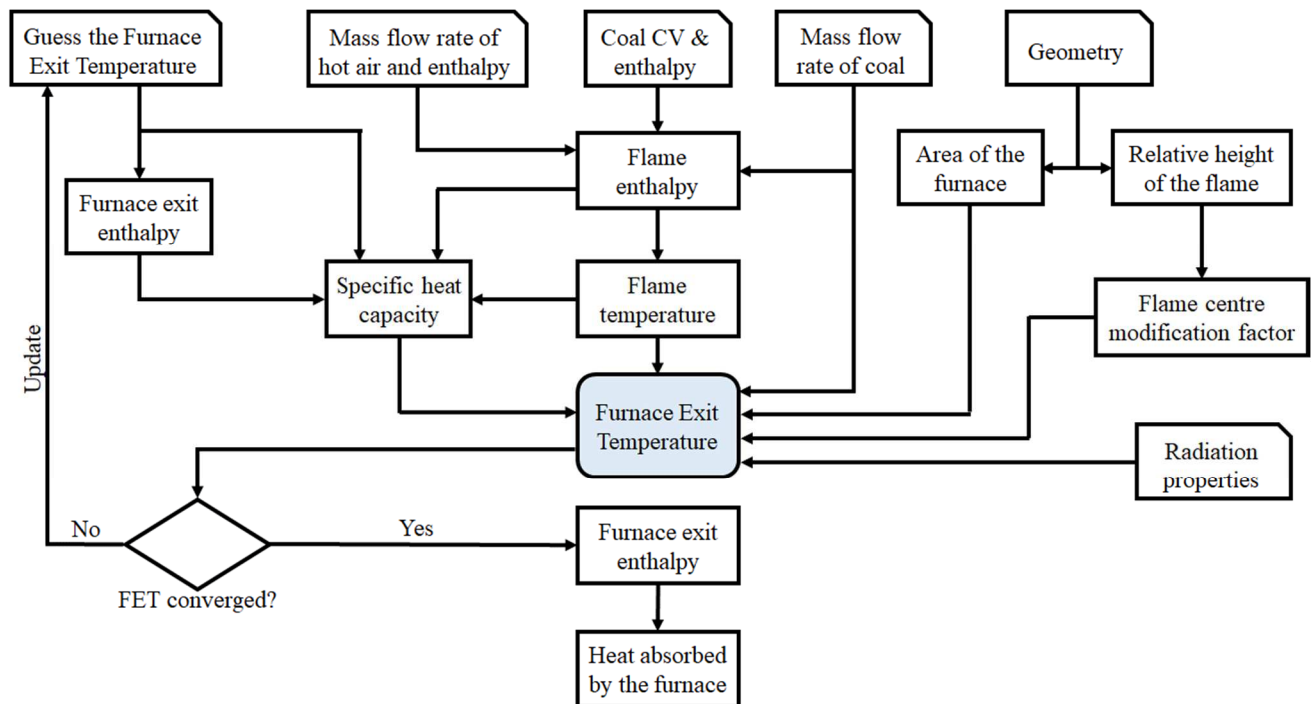 Guess the Furnace
Exit Temperature
Mass flow rate of
hot air and enthalpy
Coal CV &
enthalpy
Mass flow
rate of coal
Geometry
Flame
enthalpy
Area of the
furnace
Relative height
of the flame
Furnace exit
enthalpy
Specific heat
capacity
Flame
temperature
Flame centre
modification factor
Update
Furnace Exit
Temperature
Radiation
properties
No
Yes
FET converged?
Furnace exit
enthalpy
Heat absorbed
by the furnace